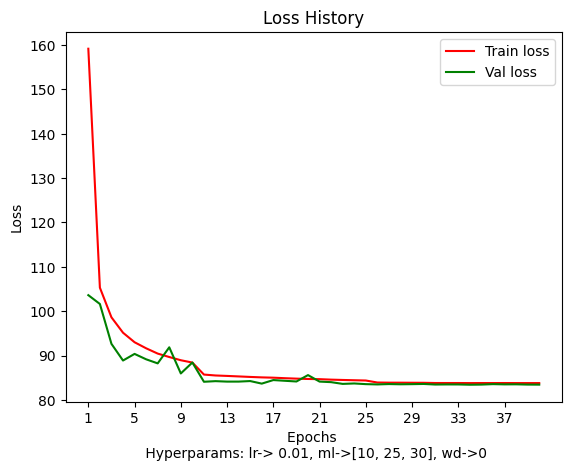 Loss History
Train loss
Val loss
Loss
160
150
140
130
120
110
100
90
80
1 5 9 13 17 21 25 29 33 37
Epochs
Hyperparams: lr-> 0.01, ml->[10, 25, 30], wd->0